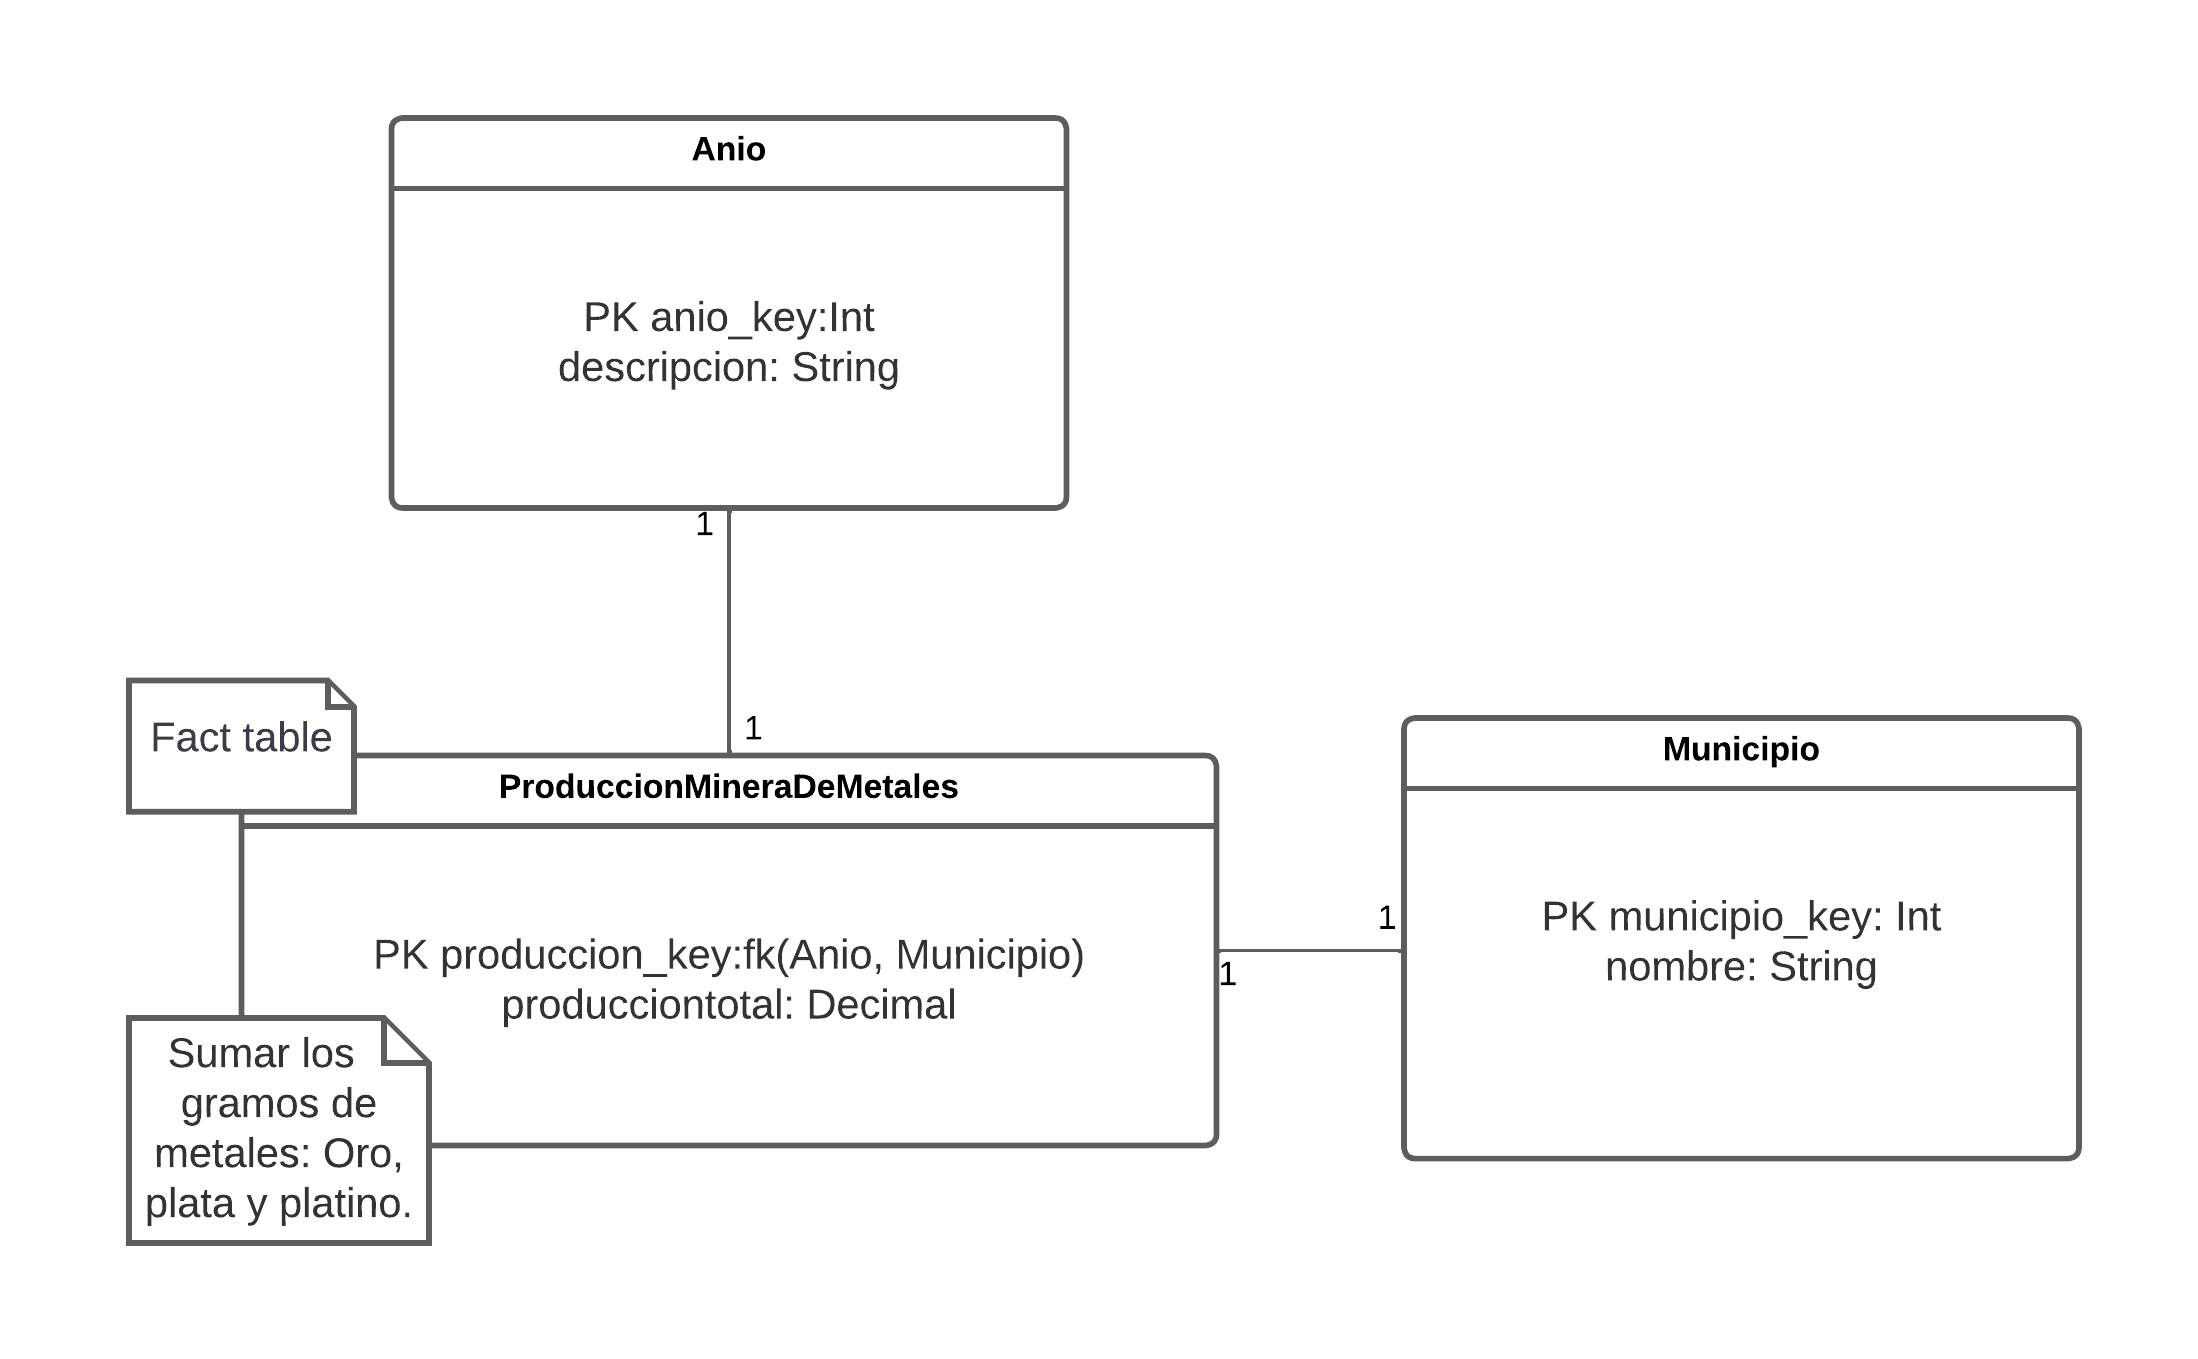 Anio
PK anio_key:Int
descripcion: String
1
1
Fact table
ProduccionMineraDeMetales
PK produccion_key:fk(Anio, Municipio)
producciontotal: Decimal
Sumar los
gramos de
metales: Oro,
plata y platino.
1
1
Municipio
PK municipio_key: Int
nombre: String